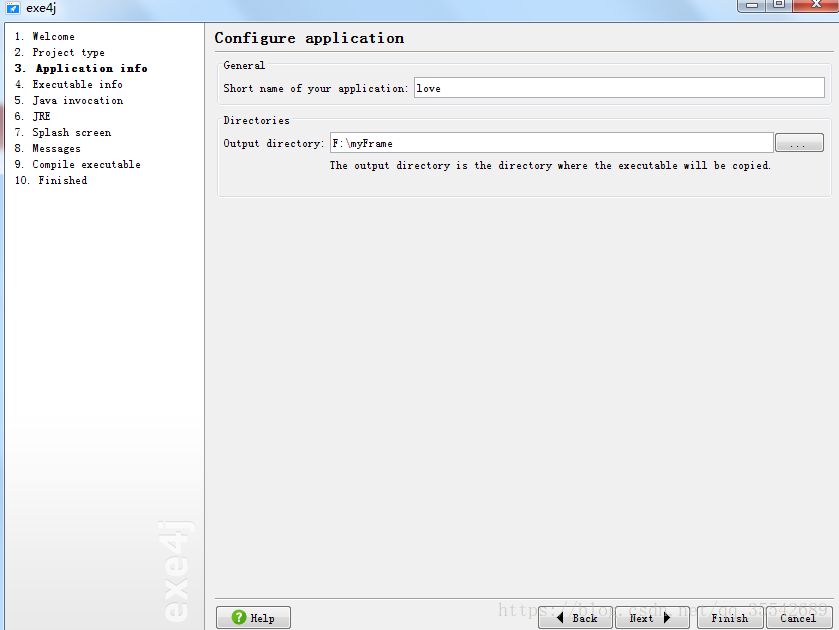 exe4j
1. Welcome
2. Project type
3. Application info
4. Executable info
5. Java invocation
6. JRE
7. Splash screen
8. Messages
9. Compile executable
10. Finished
exe4j
Configure application
General
Short name of your application: love
Directories
Output directory: F:\myFrame ...
The output directory is the directory where the executable will be copied.
https://blog.csdn.net/qq_35542689
Help Back Next Finish Cancel